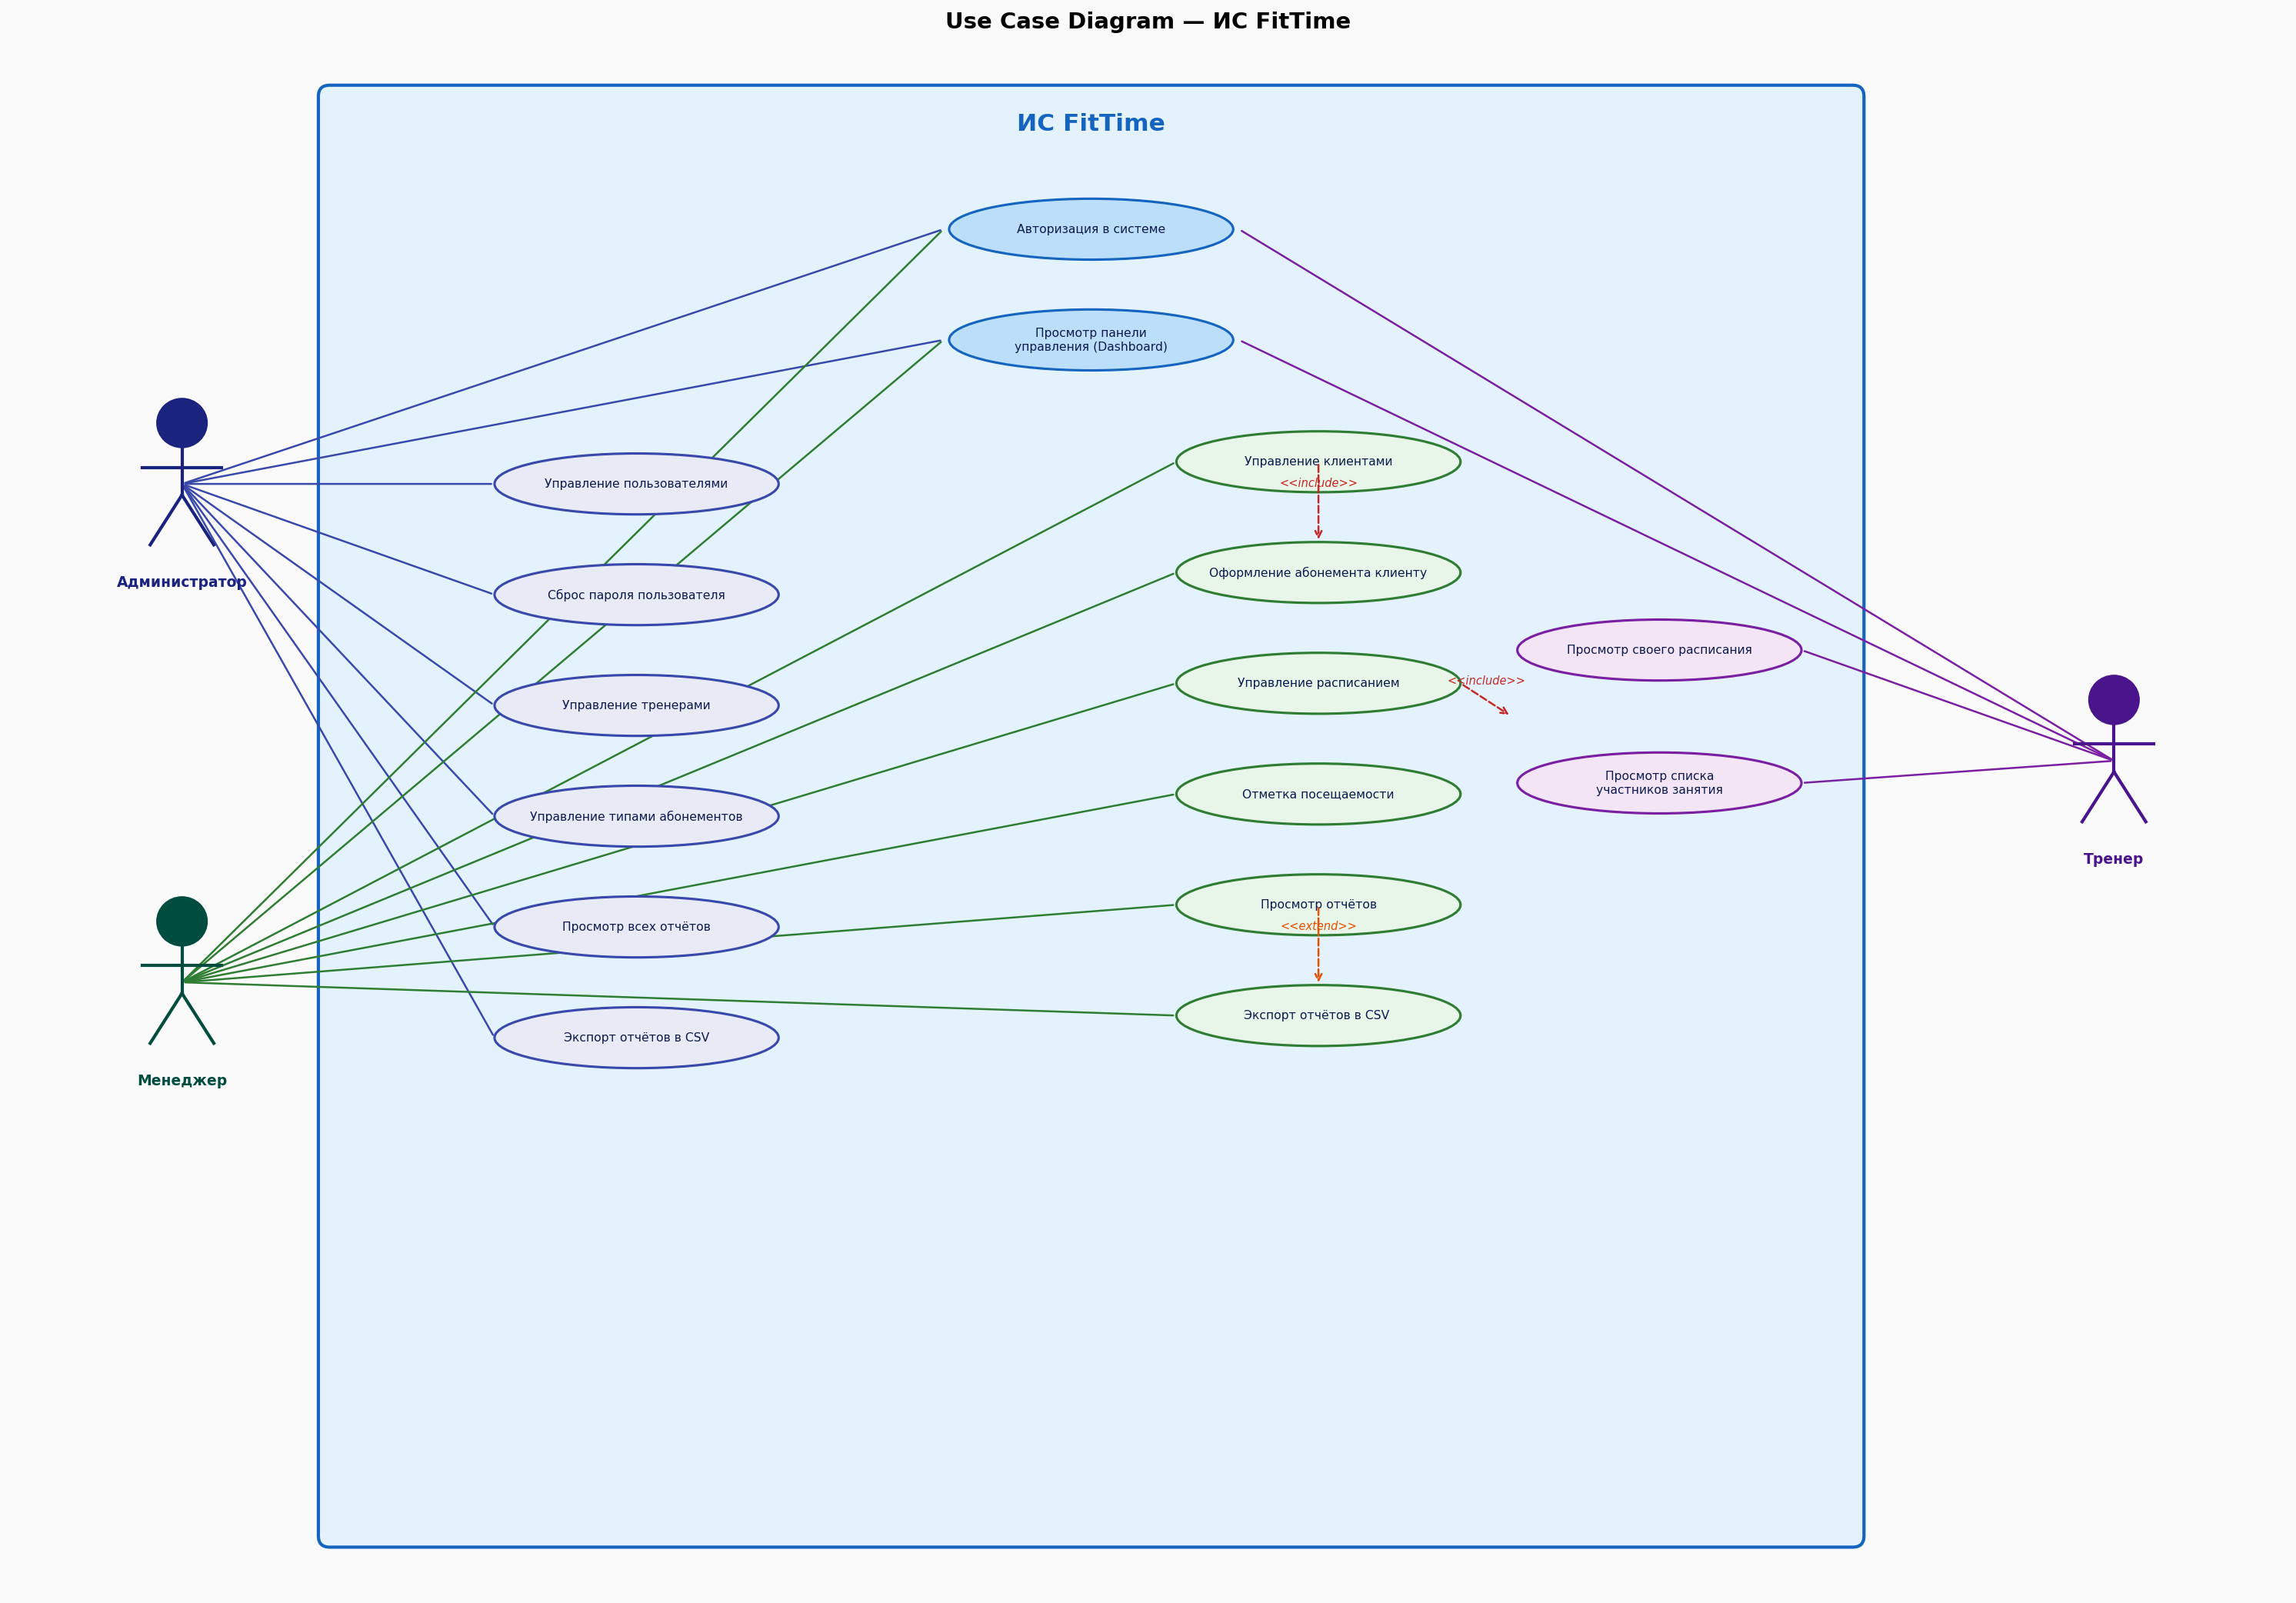 Use Case Diagram — ИС FitTime
ИС FitTime
Авторизация в системе
Просмотр панели
управления (Dashboard)
Управление клиентами
<<include>>
Управление пользователями
Оформление абонемента клиенту
Администратор
Сброс пароля пользователя
Просмотр своего расписания
Управление расписанием
<<include>>
Управление тренерами
Просмотр списка
участников занятия
Отметка посещаемости
Управление типами абонементов
Тренер
Просмотр отчётов
<<extend>>
Просмотр всех отчётов
Экспорт отчётов в CSV
Экспорт отчётов в CSV
Менеджер